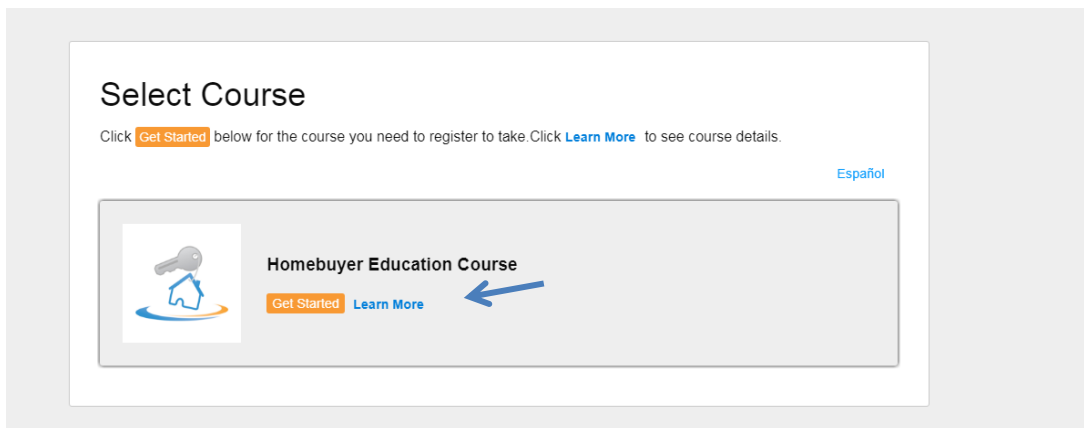 Select Course
Click Get Started below for the course you need to register to take.Click Learn More to see course details.
Español
Homebuyer Education Course
Get Started Learn More